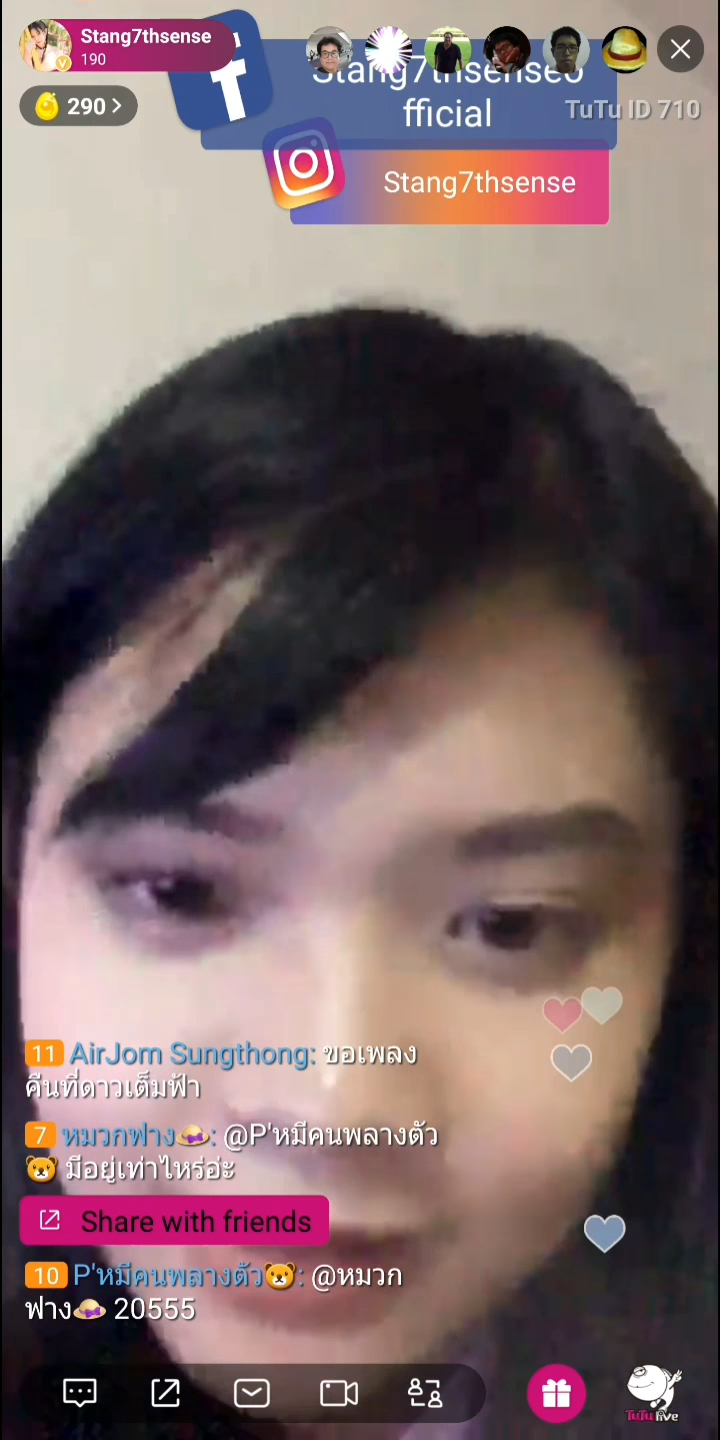 Stang7thsense
190
290
Stang7thsenseo
fficial
TuTu ID 710
Stang7thsense
11 AirJom Sungthong: ขอเพลง
คืนที่ดาวเต็มฟ้า
7 หมวกฟาง👒: @P'หมีคนพลางตัว
🐻 มีอยู่เท่าไหร่อ่ะ
Share with friends
10 P'หมีคนพลางตัว🐻: @หมวก
ฟาง👒 20555
TuTu live